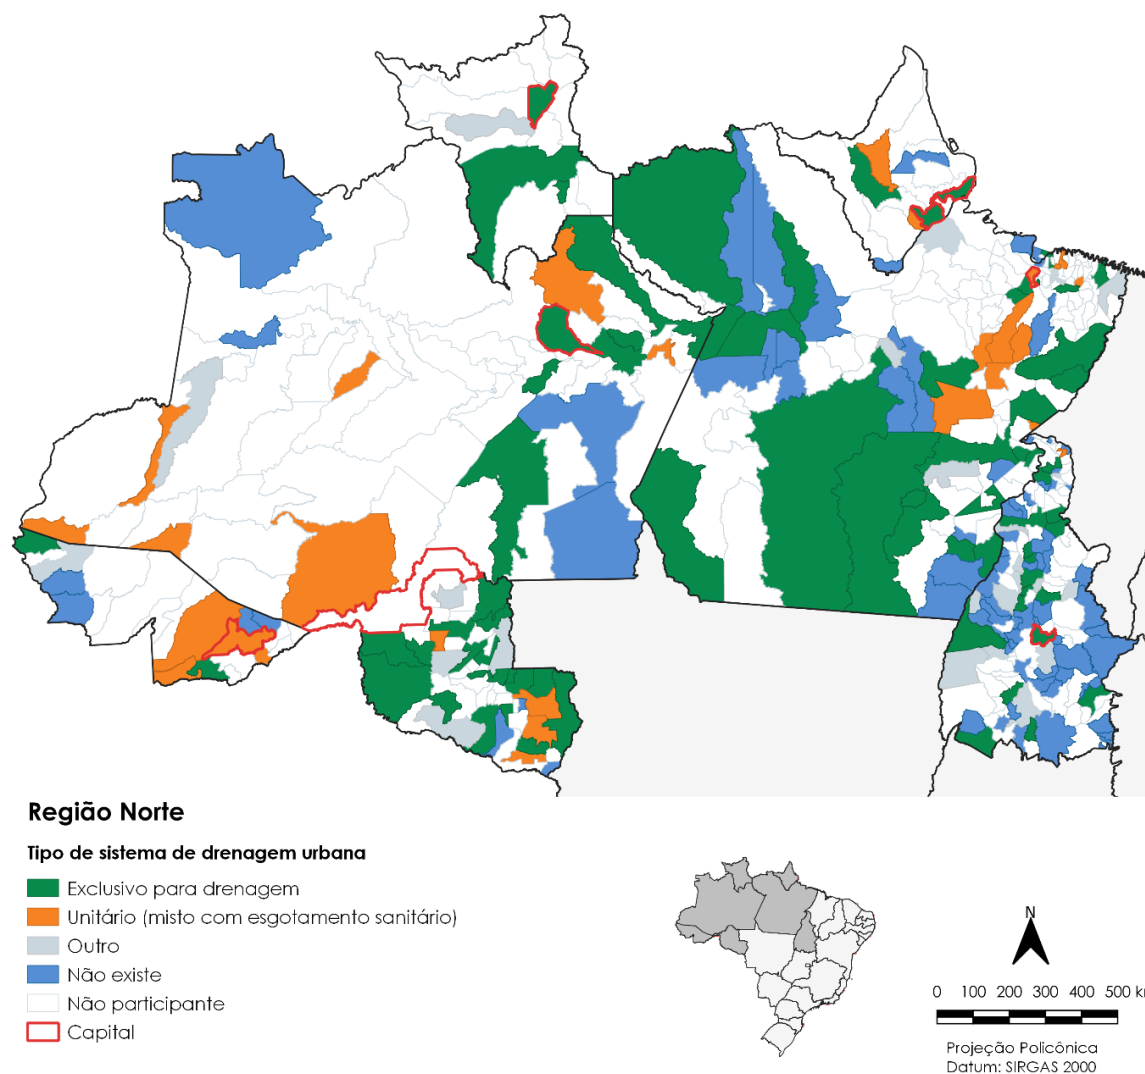 Região Norte
Tipo de sistema de drenagem urbana
Exclusivo para drenagem
Unitário (misto com esgotamento sanitário)
Outro
Não existe
Não participante
Capital
N
0 100 200 300 400 500 k
Projeção Policônica
Datum: SIRGAS 2000